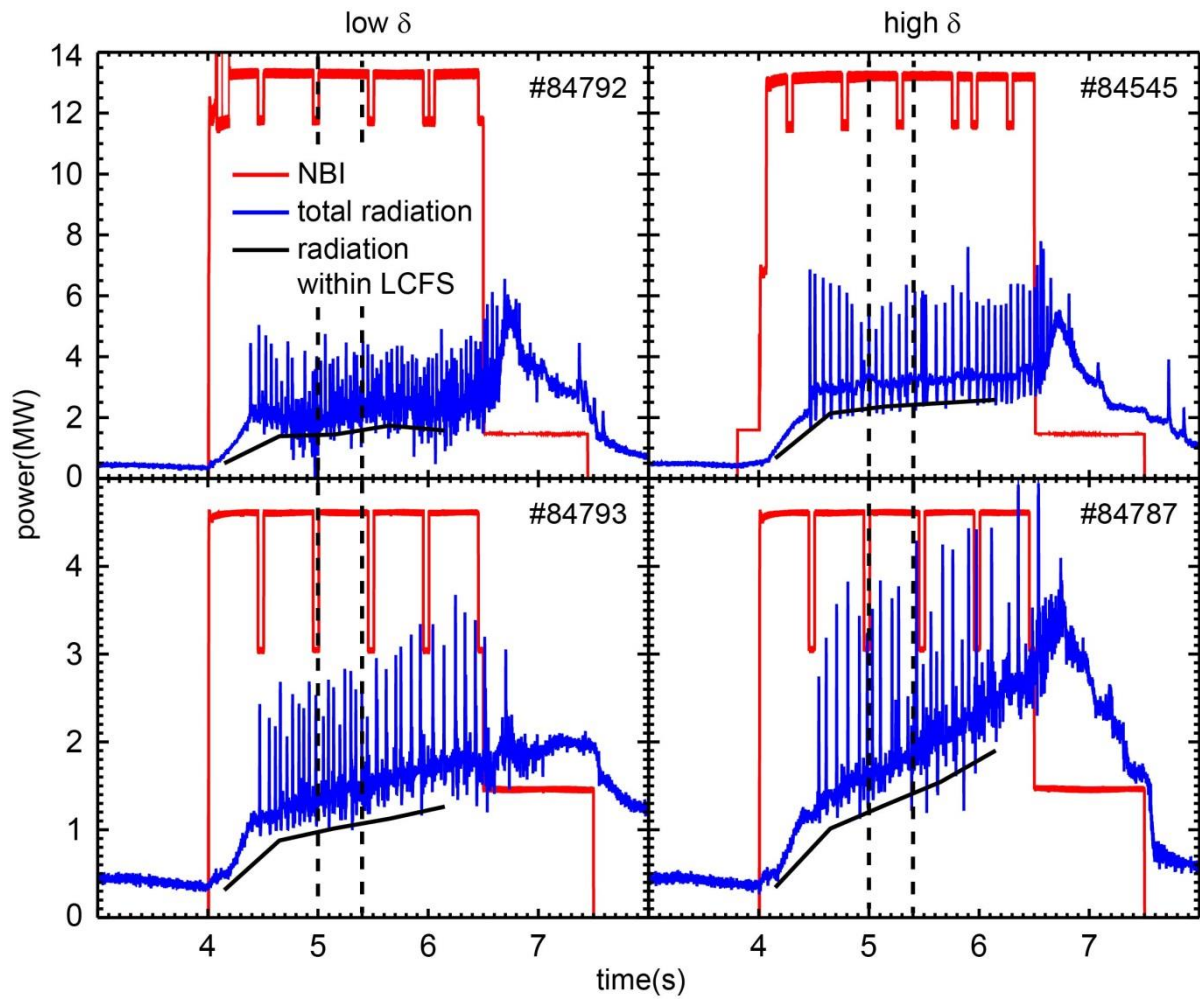 low δ
high δ
14
12
10
8
6
4
2
0
#84792
#84545
NBI
total radiation
radiation
within LCFS
power(MW)
4
3
2
1
0
#84793
#84787
4 5 6 7
4 5 6 7
time(s)